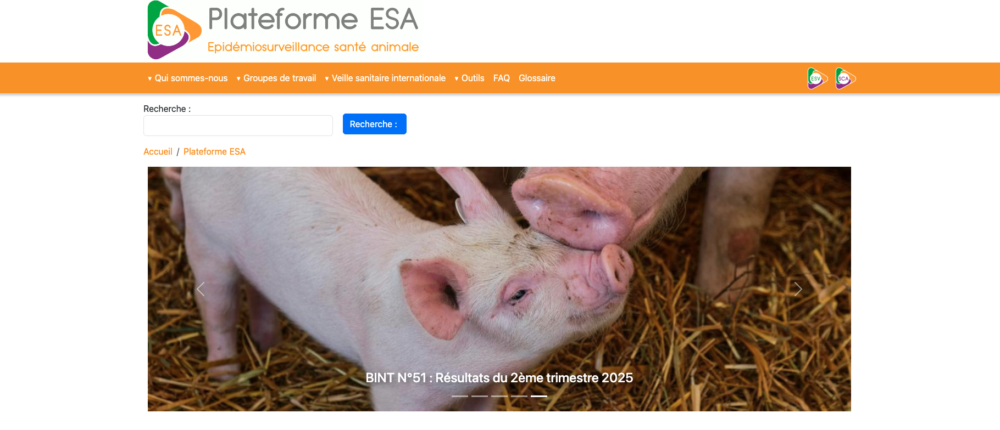 ESA
Plateforme ESA
Epidémiosurveillance santé animale
▾ Qui sommes-nous ▾ Groupes de travail ▾ Veille sanitaire internationale ▾ Outils FAQ Glossaire ESV SCA
Recherche :
Recherche :
Accueil / Plateforme ESA
BINT N°51 : Résultats du 2ème trimestre 2025